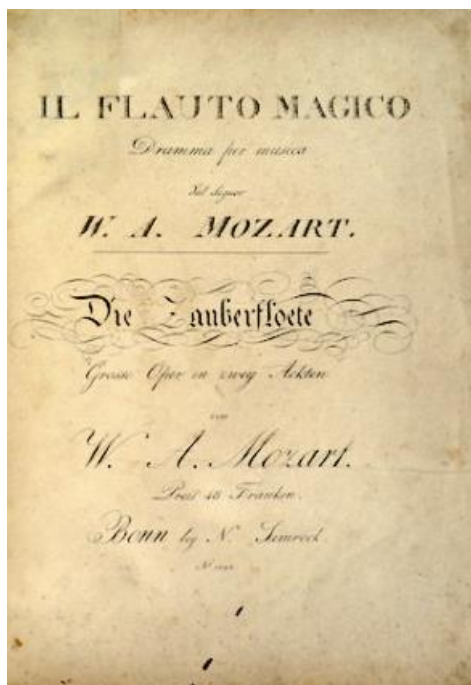 IL FLAUTO MAGICO
Dramma per musica
Del Signor
W. A. MOZART.
Die Zauberfloete
Grosse Oper in zwey Ackten
von
W. A. Mozart.
Preis 48 Franken.
Bonn bey N. Simrock.
N.